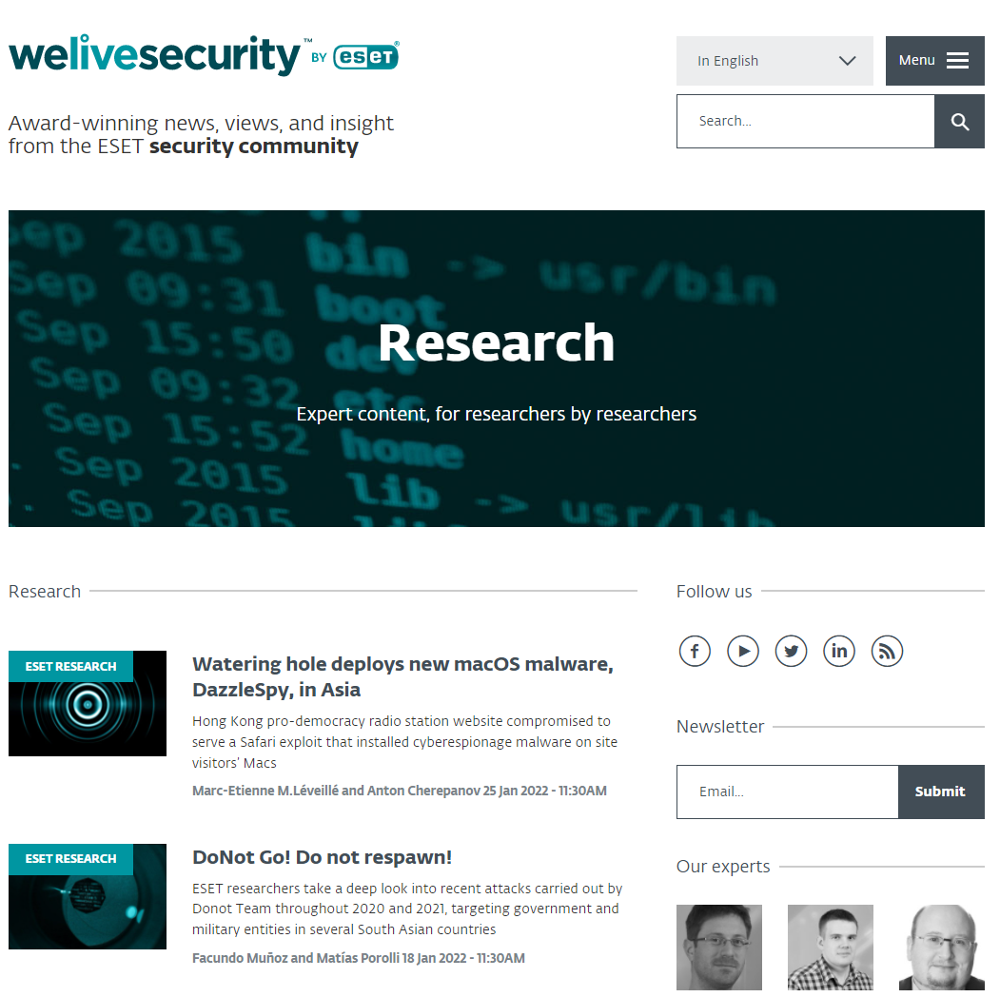 welivesecurity™ BY eset®
In English
Menu
Search...
Award-winning news, views, and insight
from the ESET security community
Sep 2015 bin -> usr/bin
Sep 09:31 boot
Sep 15:50 dev
Sep 09:32 etc
Sep 15:52 home
. Sep 2015 lib -> usr/lib
. Sep 2015
Research
Expert content, for researchers by researchers
Research
ESET RESEARCH
Watering hole deploys new macOS malware,
DazzleSpy, in Asia
Hong Kong pro-democracy radio station website compromised to
serve a Safari exploit that installed cyberespionage malware on site
visitors’ Macs
Marc-Etienne M.Léveillé and Anton Cherepanov 25 Jan 2022 - 11:30AM
ESET RESEARCH
DoNot Go! Do not respawn!
ESET researchers take a deep look into recent attacks carried out by
Donot Team throughout 2020 and 2021, targeting government and
military entities in several South Asian countries
Facundo Muñoz and Matías Porolli 18 Jan 2022 - 11:30AM
Follow us
Newsletter
Email...
Submit
Our experts